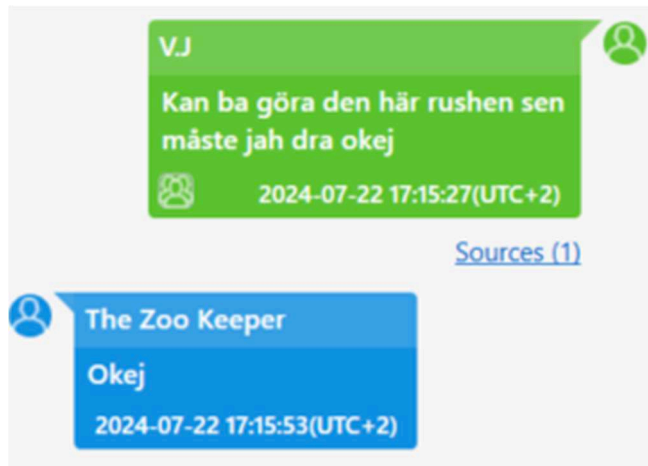 V.J
Kan ba göra den här rushen sen
måste jah dra okej
2024-07-22 17:15:27(UTC+2)
Sources (1)
The Zoo Keeper
Okej
2024-07-22 17:15:53(UTC+2)